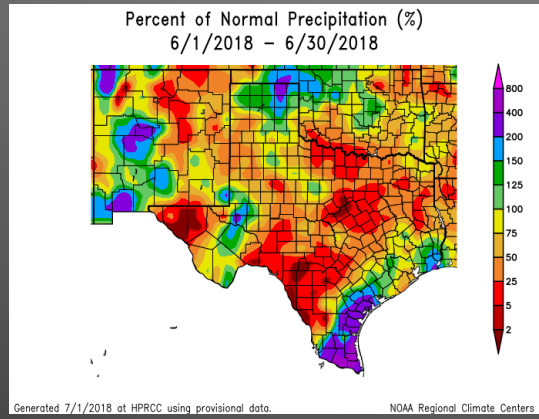 Percent of Normal Precipitation (%)
6/1/2018 – 6/30/2018
800
400
200
150
125
100
75
50
25
5
2
Generated 7/1/2018 at HPRCC using provisional data.
NOAA Regional Climate Centers